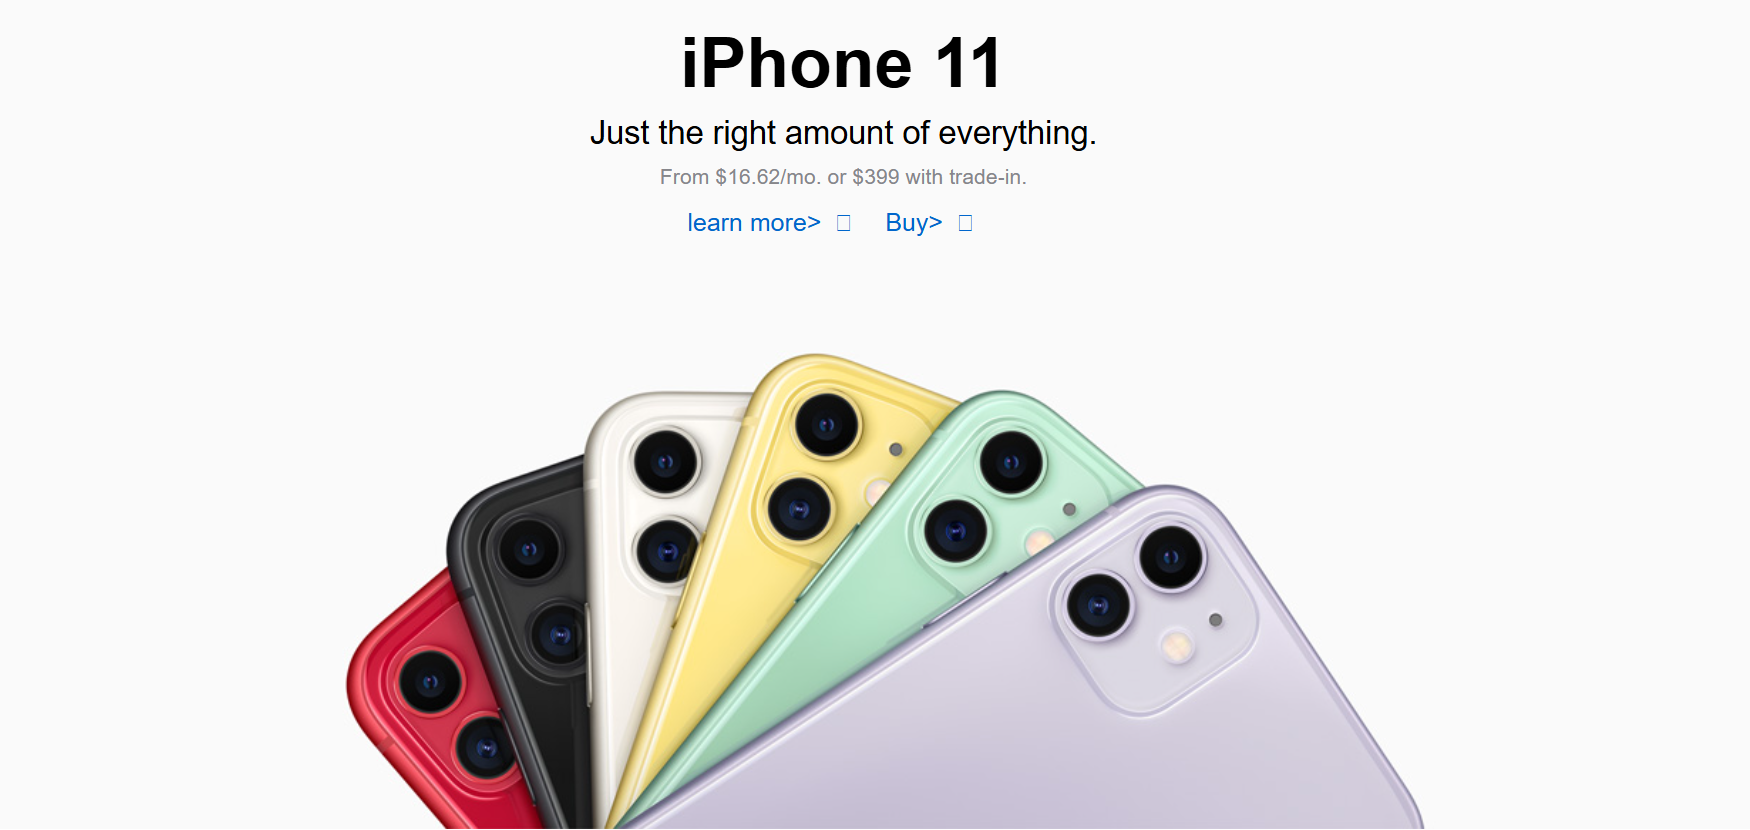 iPhone 11
Just the right amount of everything.
From $16.62/mo. or $399 with trade-in.
learn more> Buy>